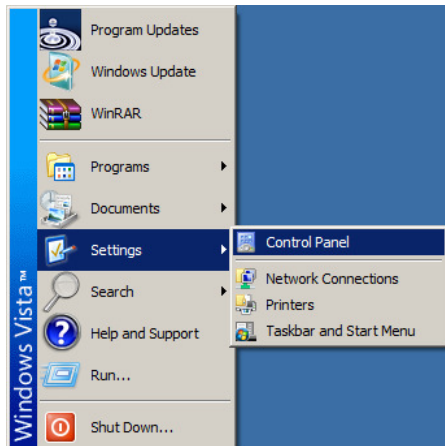 Program Updates
Windows Update
WinRAR
Programs
Documents
Settings
Search
Help and Support
Run...
Shut Down...
Control Panel
Network Connections
Printers
Taskbar and Start Menu
Windows Vista™